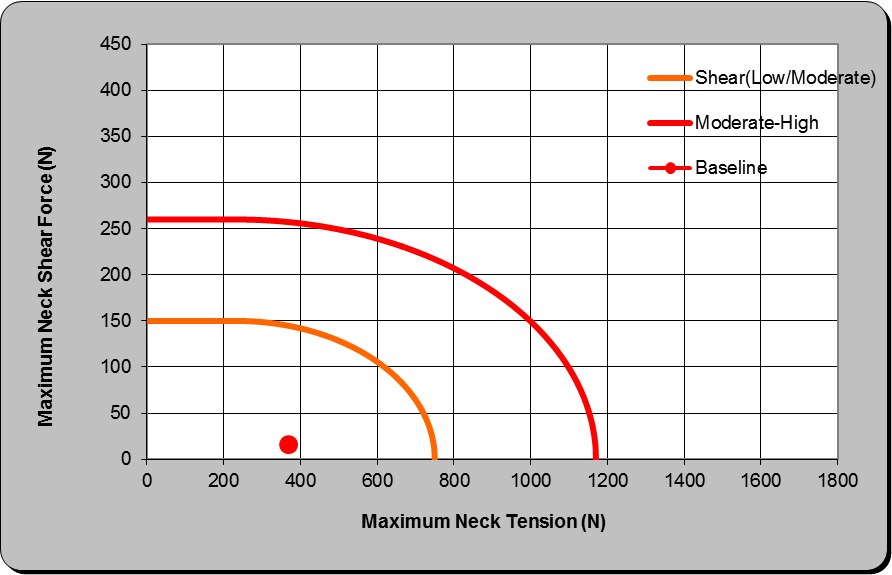 450
400
350
300
250
200
150
100
50
0
Maximum Neck Shear Force (N)
Shear(Low/Moderate)
Moderate-High
Baseline
0 200 400 600 800 1000 1200 1400 1600 1800
Maximum Neck Tension (N)